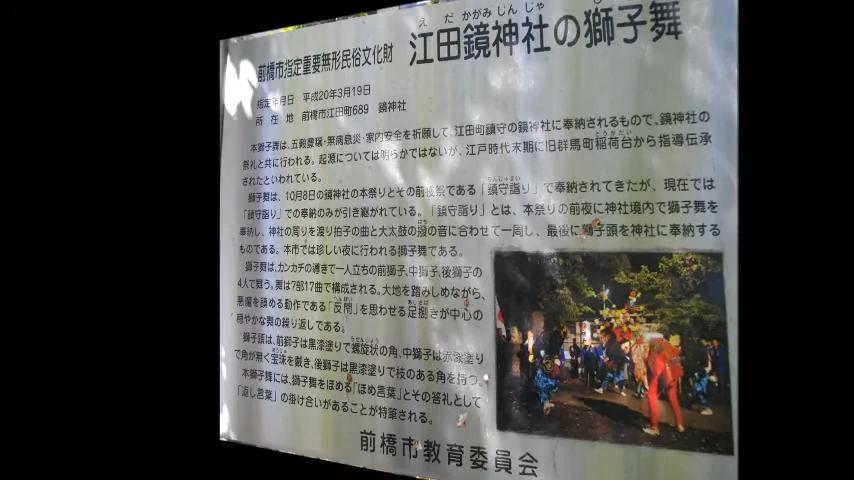 前橋市指定重要無形民俗文化財 江田鏡神社の獅子舞
えだかがみじんじゃ
指定年月日 平成20年3月19日
所在地 前橋市江田町689 鏡神社
本獅子舞は、五穀豊穣・無病息災・家内安全を祈願して、江田町鎮守の鏡神社に奉納されるもので、鏡神社の
祭礼と共に行われる。起源については明らかではないが、江戸時代末期に旧群馬町稲荷台から指導伝承
とうかだい
されたといわれている。
獅子舞は、10月8日の鏡神社の本祭りとその前夜祭である「鎮守詣り」で奉納されてきたが、現在では
「鎮守詣り」での奉納のみが引き継がれている。「鎮守詣り」とは、本祭りの前夜に神社境内で獅子舞を
奉納し、神社の周りを渡り拍子の曲と大太鼓の撥の音に合わせて一周し、最後に獅子頭を神社に奉納する
ばち
ものである。本市では珍しい夜に行われる獅子舞である。
獅子舞は、カンカチの導きで一人立ちの前獅子、中獅子、後獅子の
4人で舞う。舞は7部17曲で構成される。大地を踏みしめながら、
悪魔を鎮める動作である「反閇」を思わせる足捌きが中心の
へんばい
あしさばき
穏やかな舞の繰り返しである。
獅子頭は、前獅子は黒漆塗りで螺旋状の角、中獅子は赤漆塗り
で角が無く宝珠を戴き、後獅子は黒漆塗りで枝のある角を持つ。
本獅子舞には、獅子舞をほめる「ほめ言葉」とその答礼として
「返し言葉」の掛け合いがあることが特筆される。
前橋市教育委員会